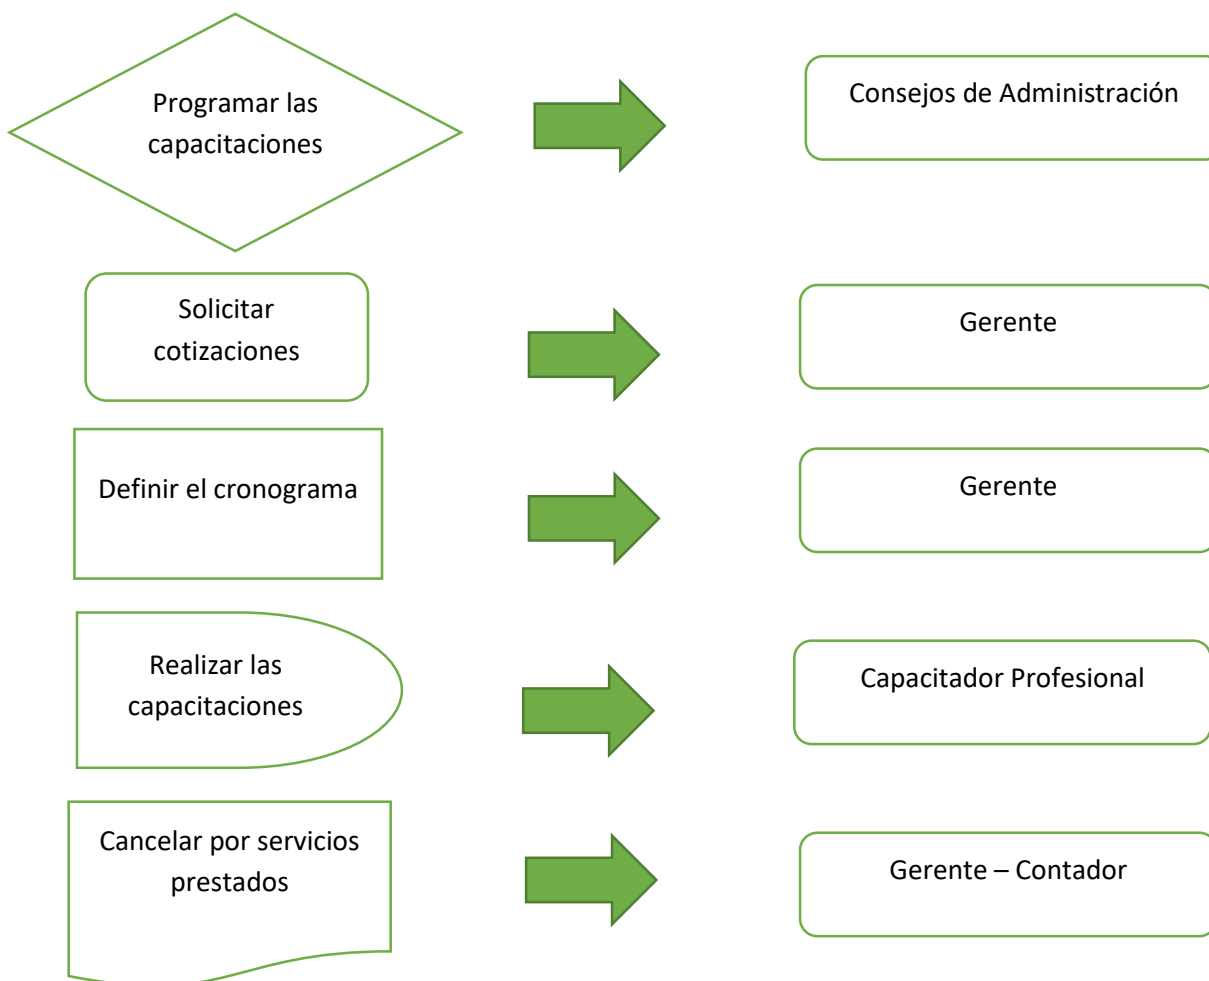 Programar las
capacitaciones
Consejos de Administración
Solicitar
cotizaciones
Gerente
Definir el cronograma
Gerente
Realizar las
capacitaciones
Capacitador Profesional
Cancelar por servicios
prestados
Gerente – Contador